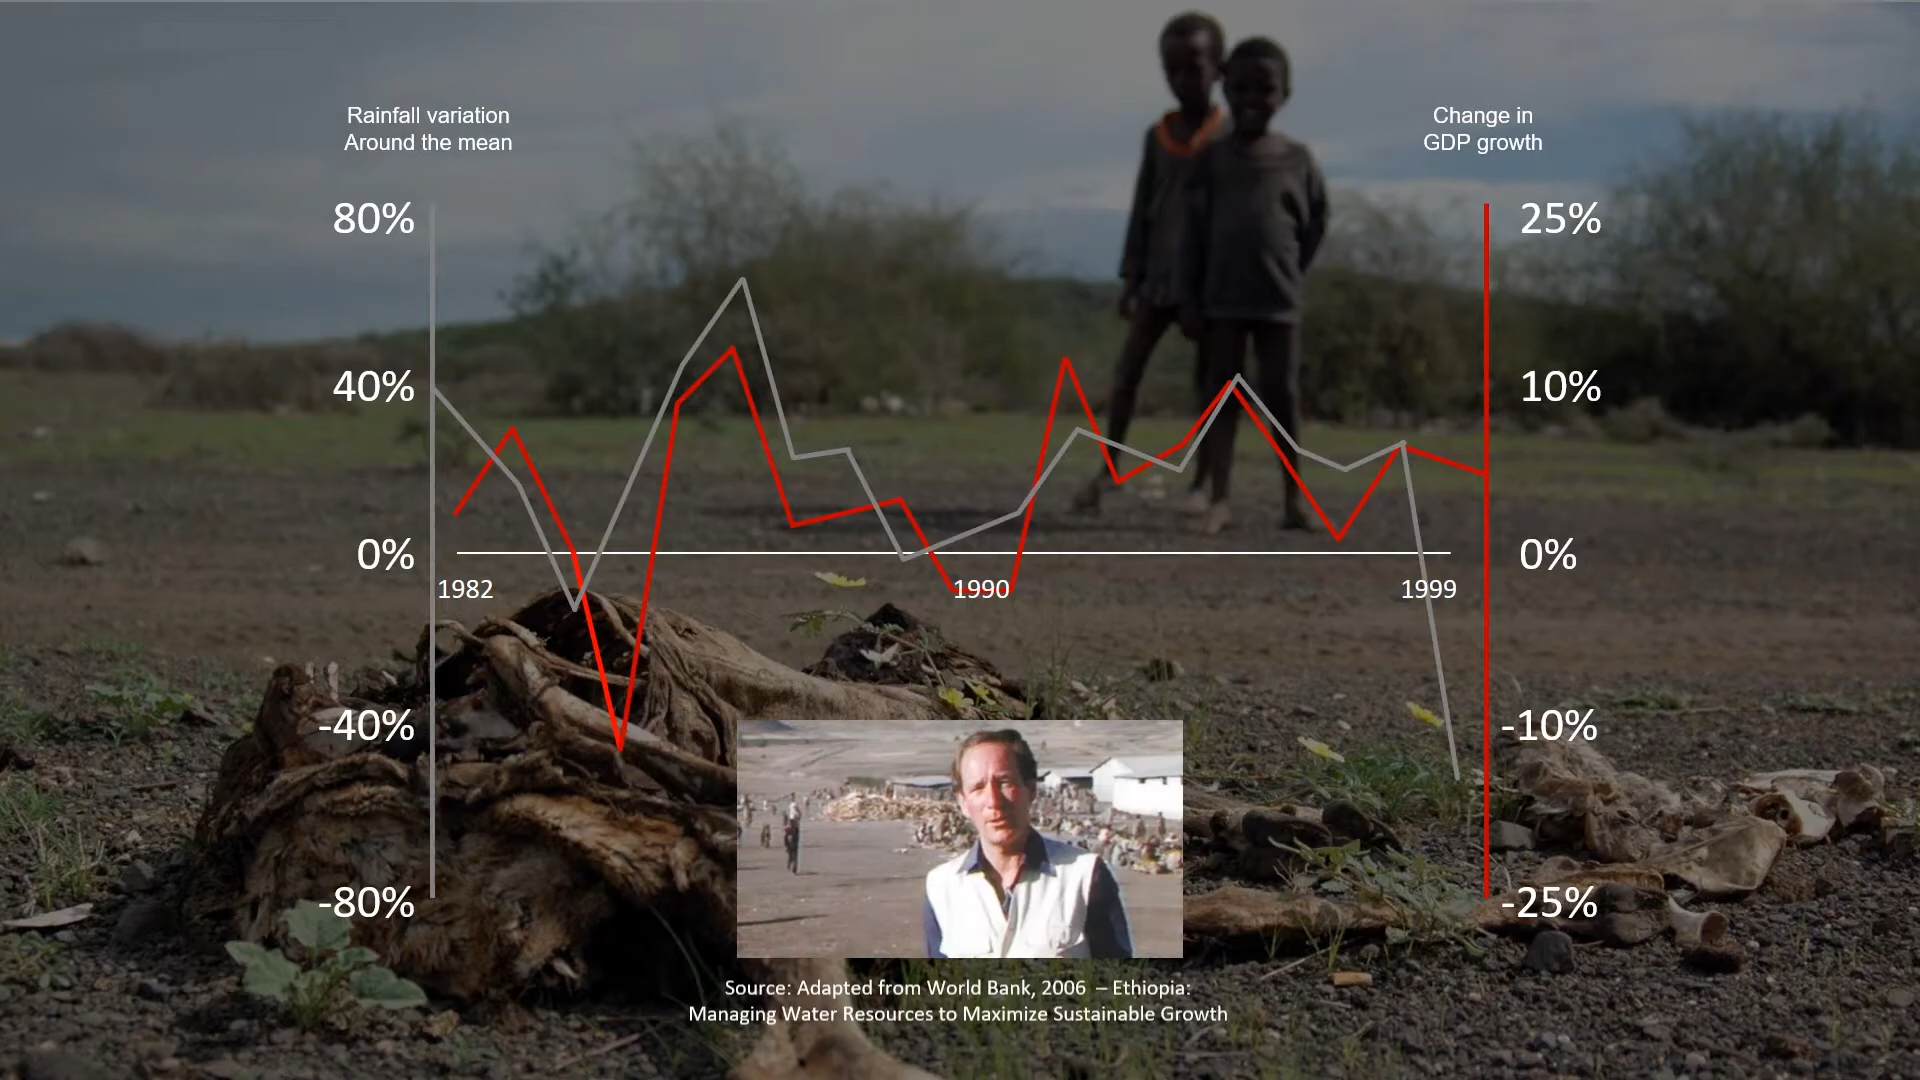 Rainfall variation
Around the mean
Change in
GDP growth
80%
25%
40%
10%
0%
0%
1982
1990
1999
-40%
-10%
-80%
-25%
Source: Adapted from World Bank, 2006 – Ethiopia:
Managing Water Resources to Maximize Sustainable Growth